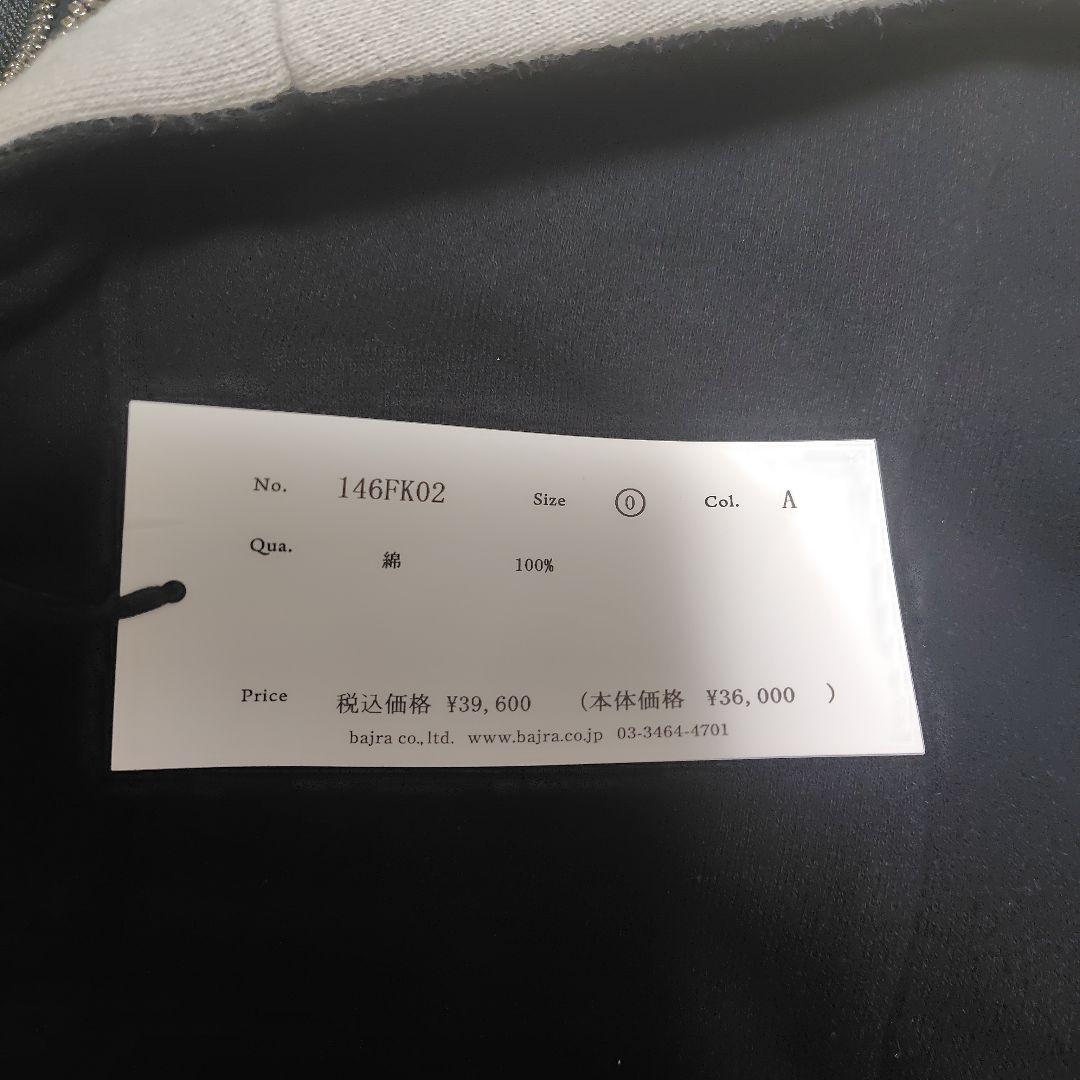 No. 146FK02 Size ⓪ Col. A
Qua. 綿 100%
Price 税込価格 ¥39,600 (本体価格 ¥36,000 )
bajra co., ltd. www.bajra.co.jp 03-3464-4701